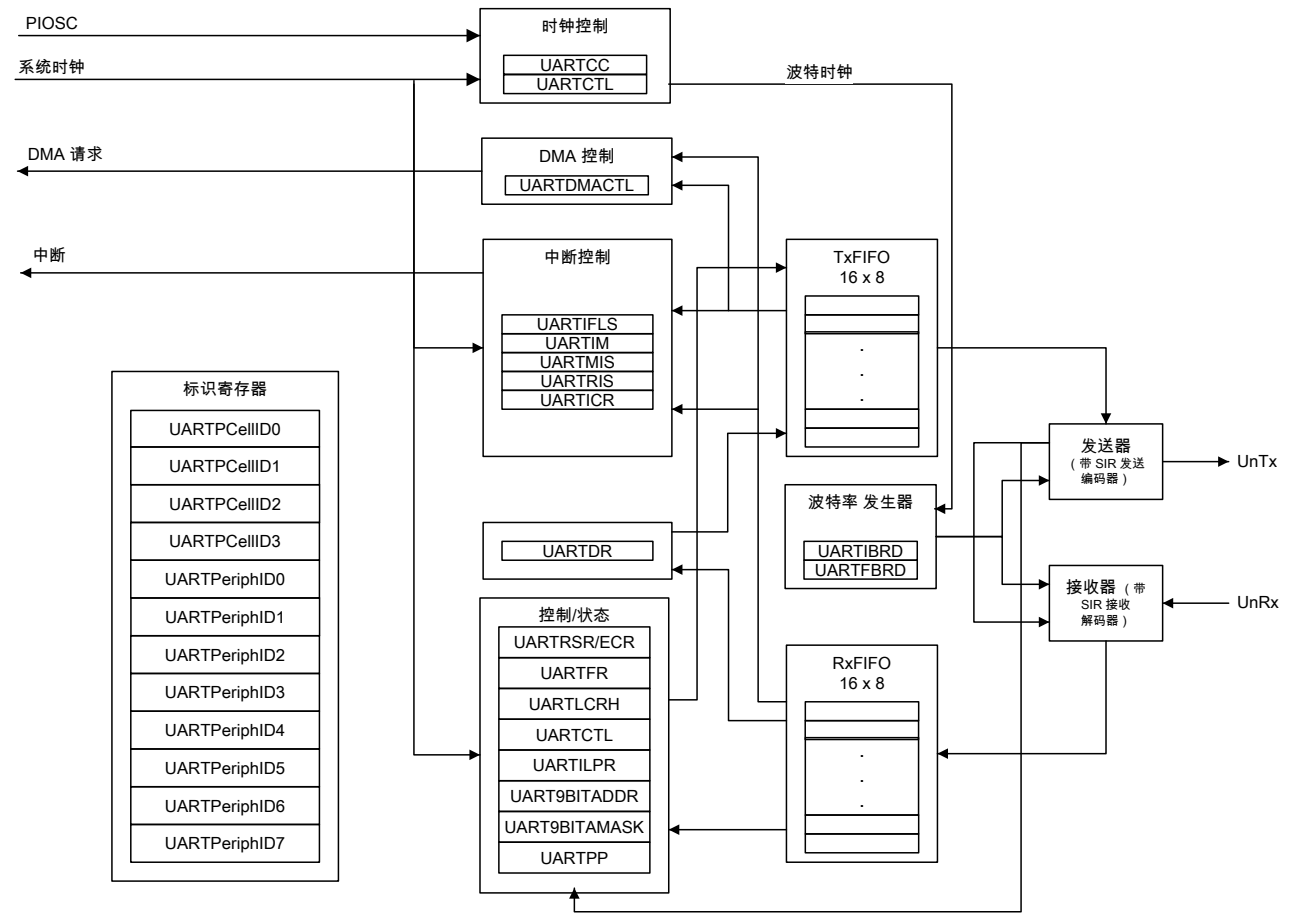 PIOSC
系统时钟
时钟控制
UARTCC
UARTCTL
波特时钟
DMA 请求
DMA 控制
UARTDMACTL
中断
中断控制
UARTIFLS
UARTIM
UARTMIS
UARTRIS
UARTICR
TxFIFO
16 x 8
.
.
.
标识寄存器
UARTPCellID0
UARTPCellID1
UARTPCellID2
UARTPCellID3
UARTPeriphID0
UARTPeriphID1
UARTPeriphID2
UARTPeriphID3
UARTPeriphID4
UARTPeriphID5
UARTPeriphID6
UARTPeriphID7
发送器
（带 SIR 发送
编码器）
UnTx
波特率 发生器
UARTIBRD
UARTFBRD
UARTDR
接收器（带
SIR 接收
解码器）
UnRx
控制/状态
UARTRSR/ECR
UARTFR
UARTLCRH
UARTCTL
UARTILPR
UART9BITADDR
UART9BITAMASK
UARTPP
RxFIFO
16 x 8
.
.
.